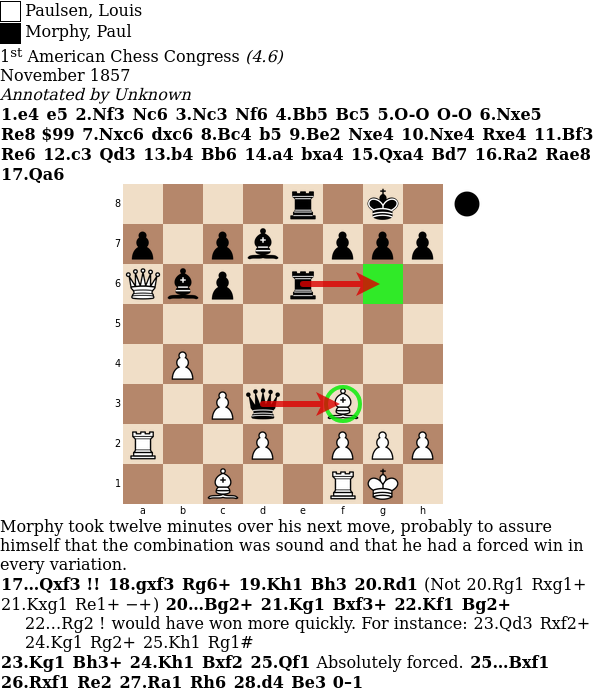 Paulsen, Louis
Morphy, Paul
1st American Chess Congress (4.6)
November 1857
Annotated by Unknown
1.e4 e5 2.Nf3 Nc6 3.Nc3 Nf6 4.Bb5 Bc5 5.O-O O-O 6.Nxe5
Re8 $99 7.Nxc6 dxc6 8.Bc4 b5 9.Be2 Nxe4 10.Nxe4 Rxe4 11.Bf3
Re6 12.c3 Qd3 13.b4 Bb6 14.a4 bxa4 15.Qxa4 Bd7 16.Ra2 Rae8
17.Qa6
8
7
6
5
4
3
2
1
a b c d e f g h
Morphy took twelve minutes over his next move, probably to assure
himself that the combination was sound and that he had a forced win in
every variation.
17...Qxf3 !! 18.gxf3 Rg6+ 19.Kh1 Bh3 20.Rd1 (Not 20.Rg1 Rxg1+
21.Kxg1 Re1+ −+) 20...Bg2+ 21.Kg1 Bxf3+ 22.Kf1 Bg2+
22...Rg2 ! would have won more quickly. For instance: 23.Qd3 Rxf2+
24.Kg1 Rg2+ 25.Kh1 Rg1#
23.Kg1 Bh3+ 24.Kh1 Bxf2 25.Qf1 Absolutely forced. 25...Bxf1
26.Rxf1 Re2 27.Ra1 Rh6 28.d4 Be3 0–1